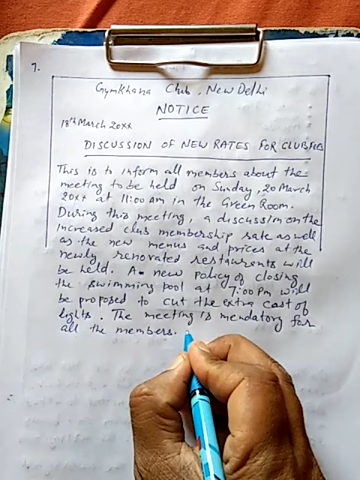 7.
Gymkhana Club, New Delhi
NOTICE
18th March 20xx
DISCUSSION OF NEW RATES FOR CLUB FEES
This is to inform all members about the
meeting to be held on Sunday, 20 March
20xx at 11:00 am in the Green Room.
During this meeting, a discussion on the
increased club membership rate as well
as the new menus and prices at the
newly renovated restaurants will
be held. A new policy of closing
the swimming pool at 7:00 Pm will
be proposed to cut the extra cost of
lights. The meeting is mendatory for
all the members.